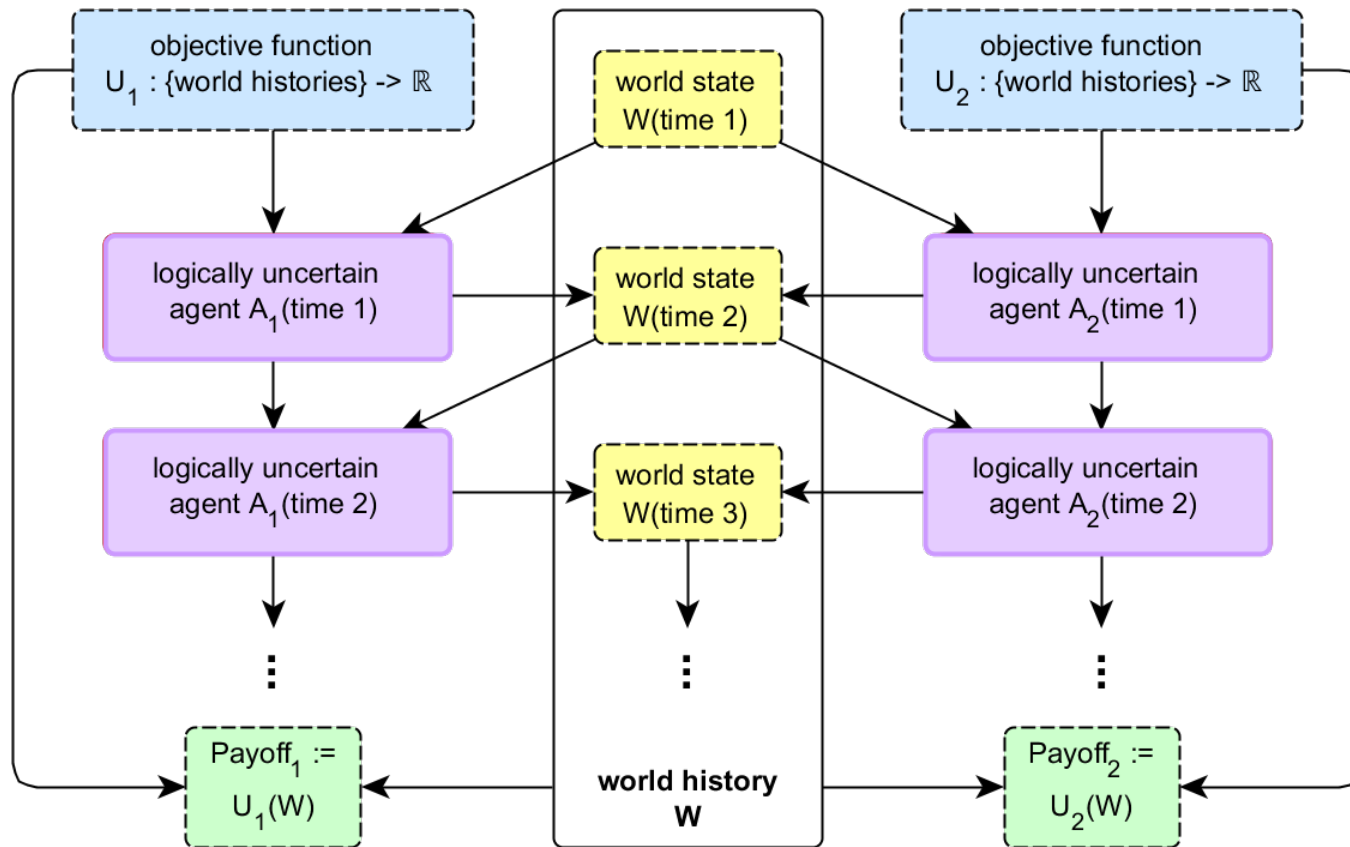 objective function
U₁ : {world histories} -> ℝ
world state
W(time 1)
objective function
U₂ : {world histories} -> ℝ
logically uncertain
agent A₁(time 1)
world state
W(time 2)
logically uncertain
agent A₂(time 1)
logically uncertain
agent A₁(time 2)
world state
W(time 3)
logically uncertain
agent A₂(time 2)
⋮
⋮
⋮
Payoff₁ :=
U₁(W)
world history
W
Payoff₂ :=
U₂(W)